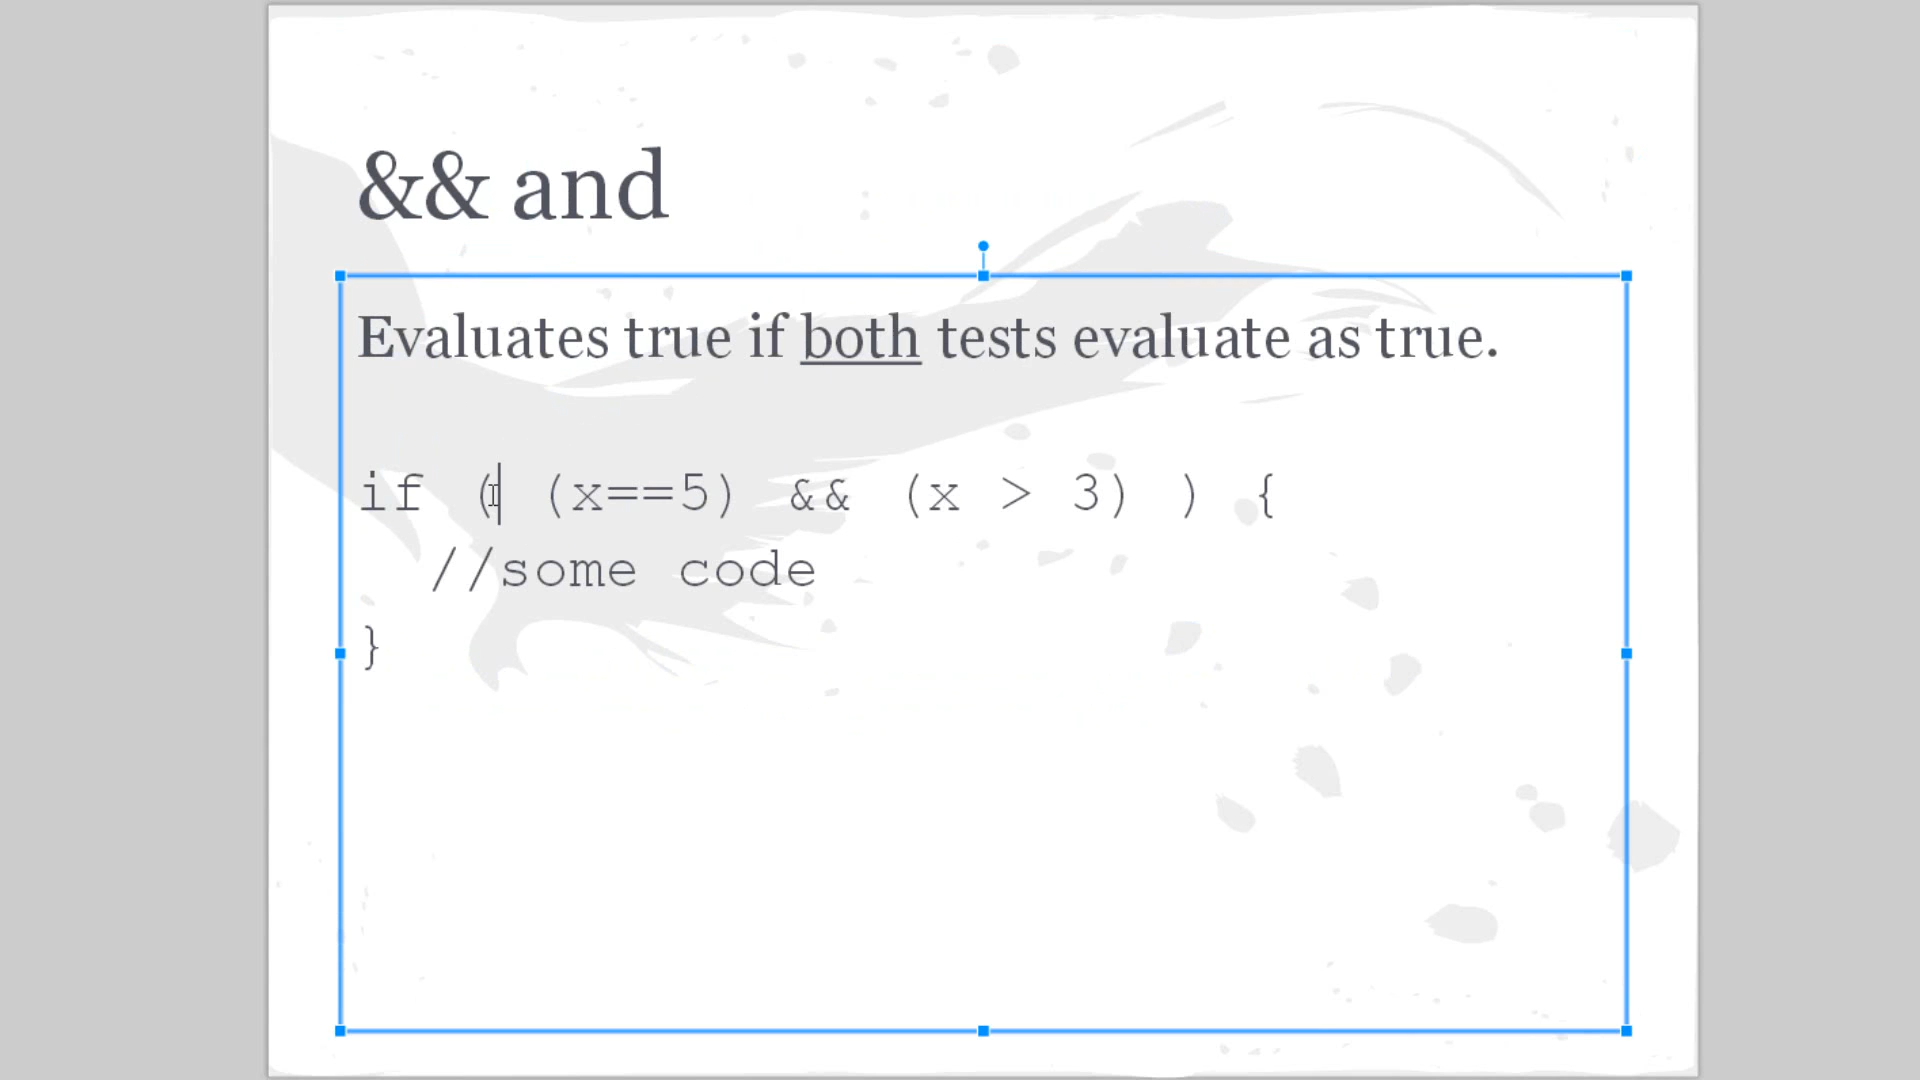 && and
Evaluates true if both tests evaluate as true.
if ( (x==5) && (x > 3) ) {
//some code
}